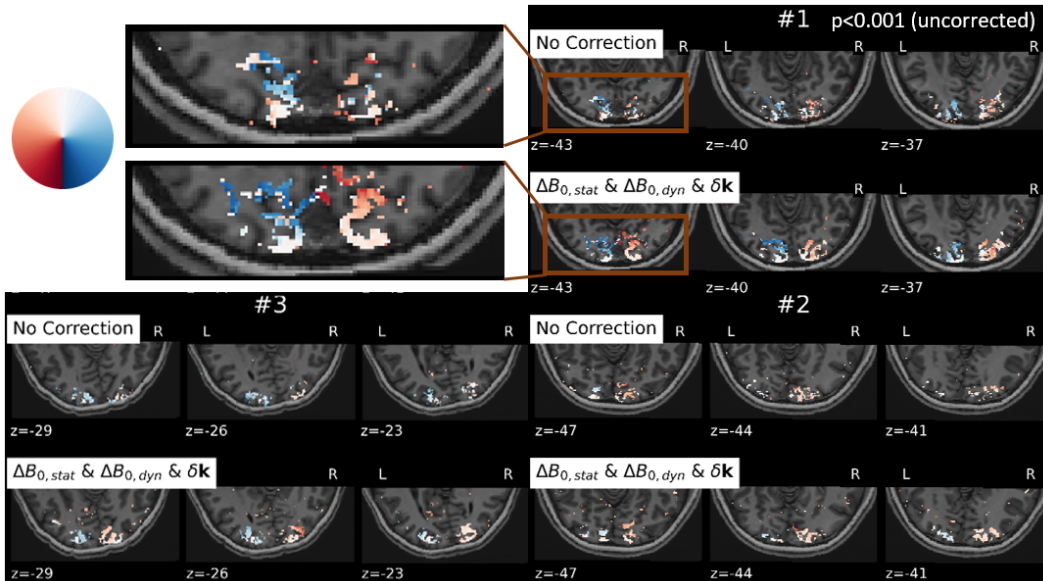 #1 p<0.001 (uncorrected)
No Correction R L R L R
z=-43 z=-40 z=-37
ΔB₀,stat & ΔB₀,dyn & δk R L R L R
z=-43 z=-40 z=-37
#3 #2
No Correction R L R L R
z=-29 z=-26 z=-23
ΔB₀,stat & ΔB₀,dyn & δk R L R L R
z=-29 z=-26 z=-23
No Correction R L R L R
z=-47 z=-44 z=-41
ΔB₀,stat & ΔB₀,dyn & δk R L R L R
z=-47 z=-44 z=-41